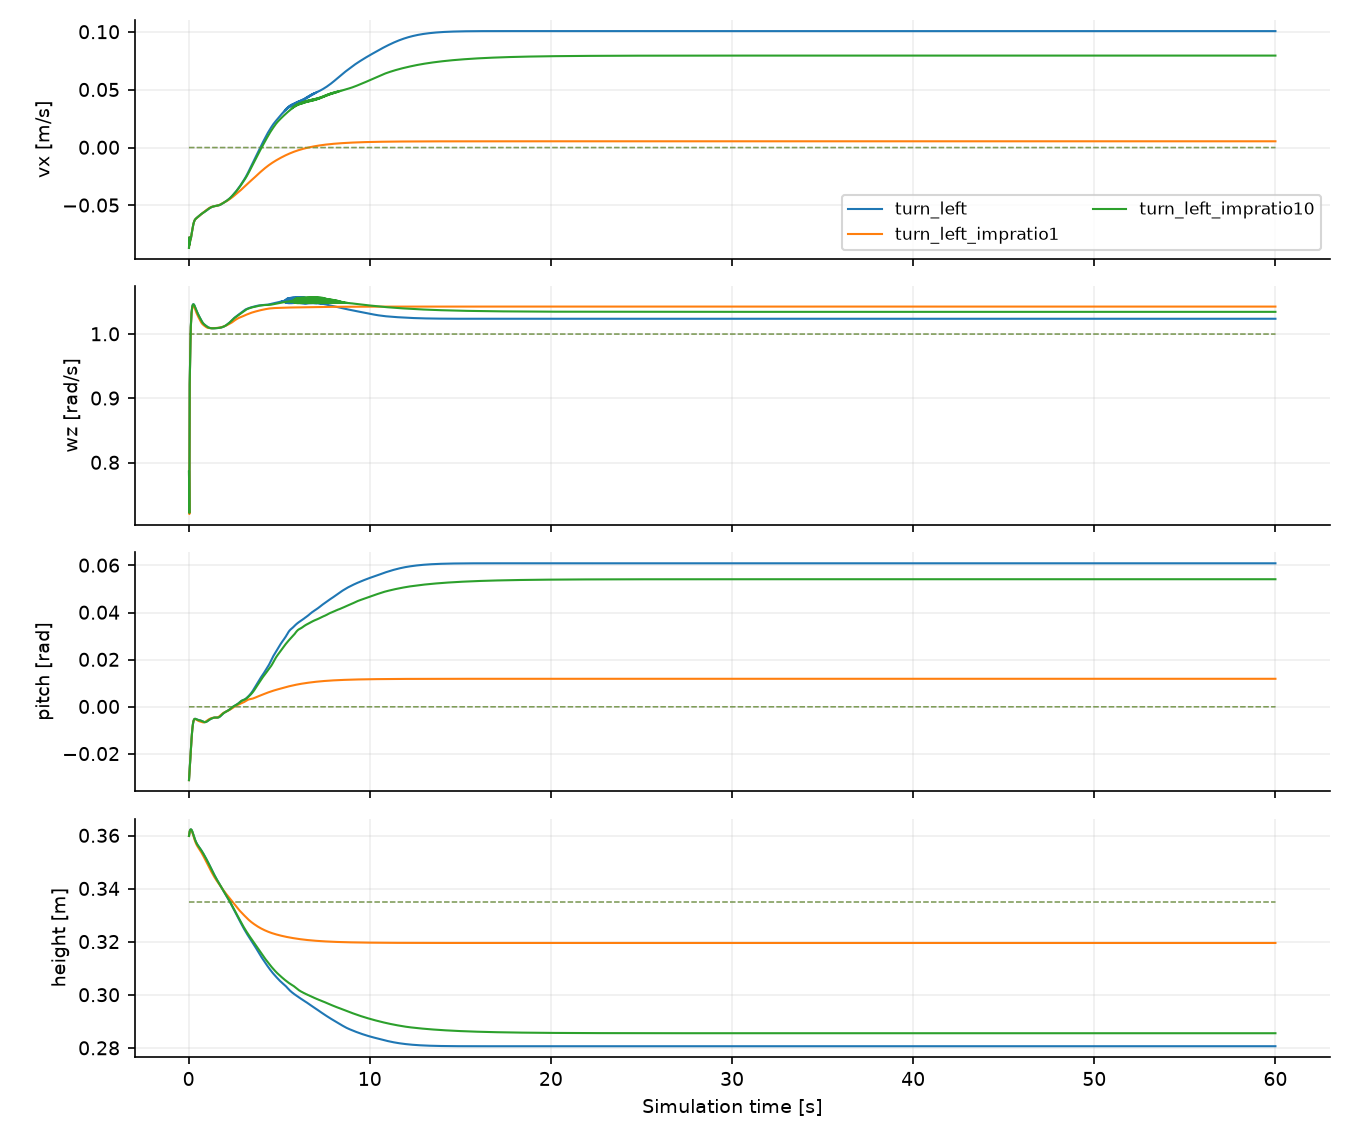 vx [m/s]
0.10
0.05
0.00
−0.05
turn_left
turn_left_impratio1
turn_left_impratio10
wz [rad/s]
1.0
0.9
0.8
pitch [rad]
0.06
0.04
0.02
0.00
−0.02
height [m]
0.36
0.34
0.32
0.30
0.28
0 10 20 30 40 50 60
Simulation time [s]